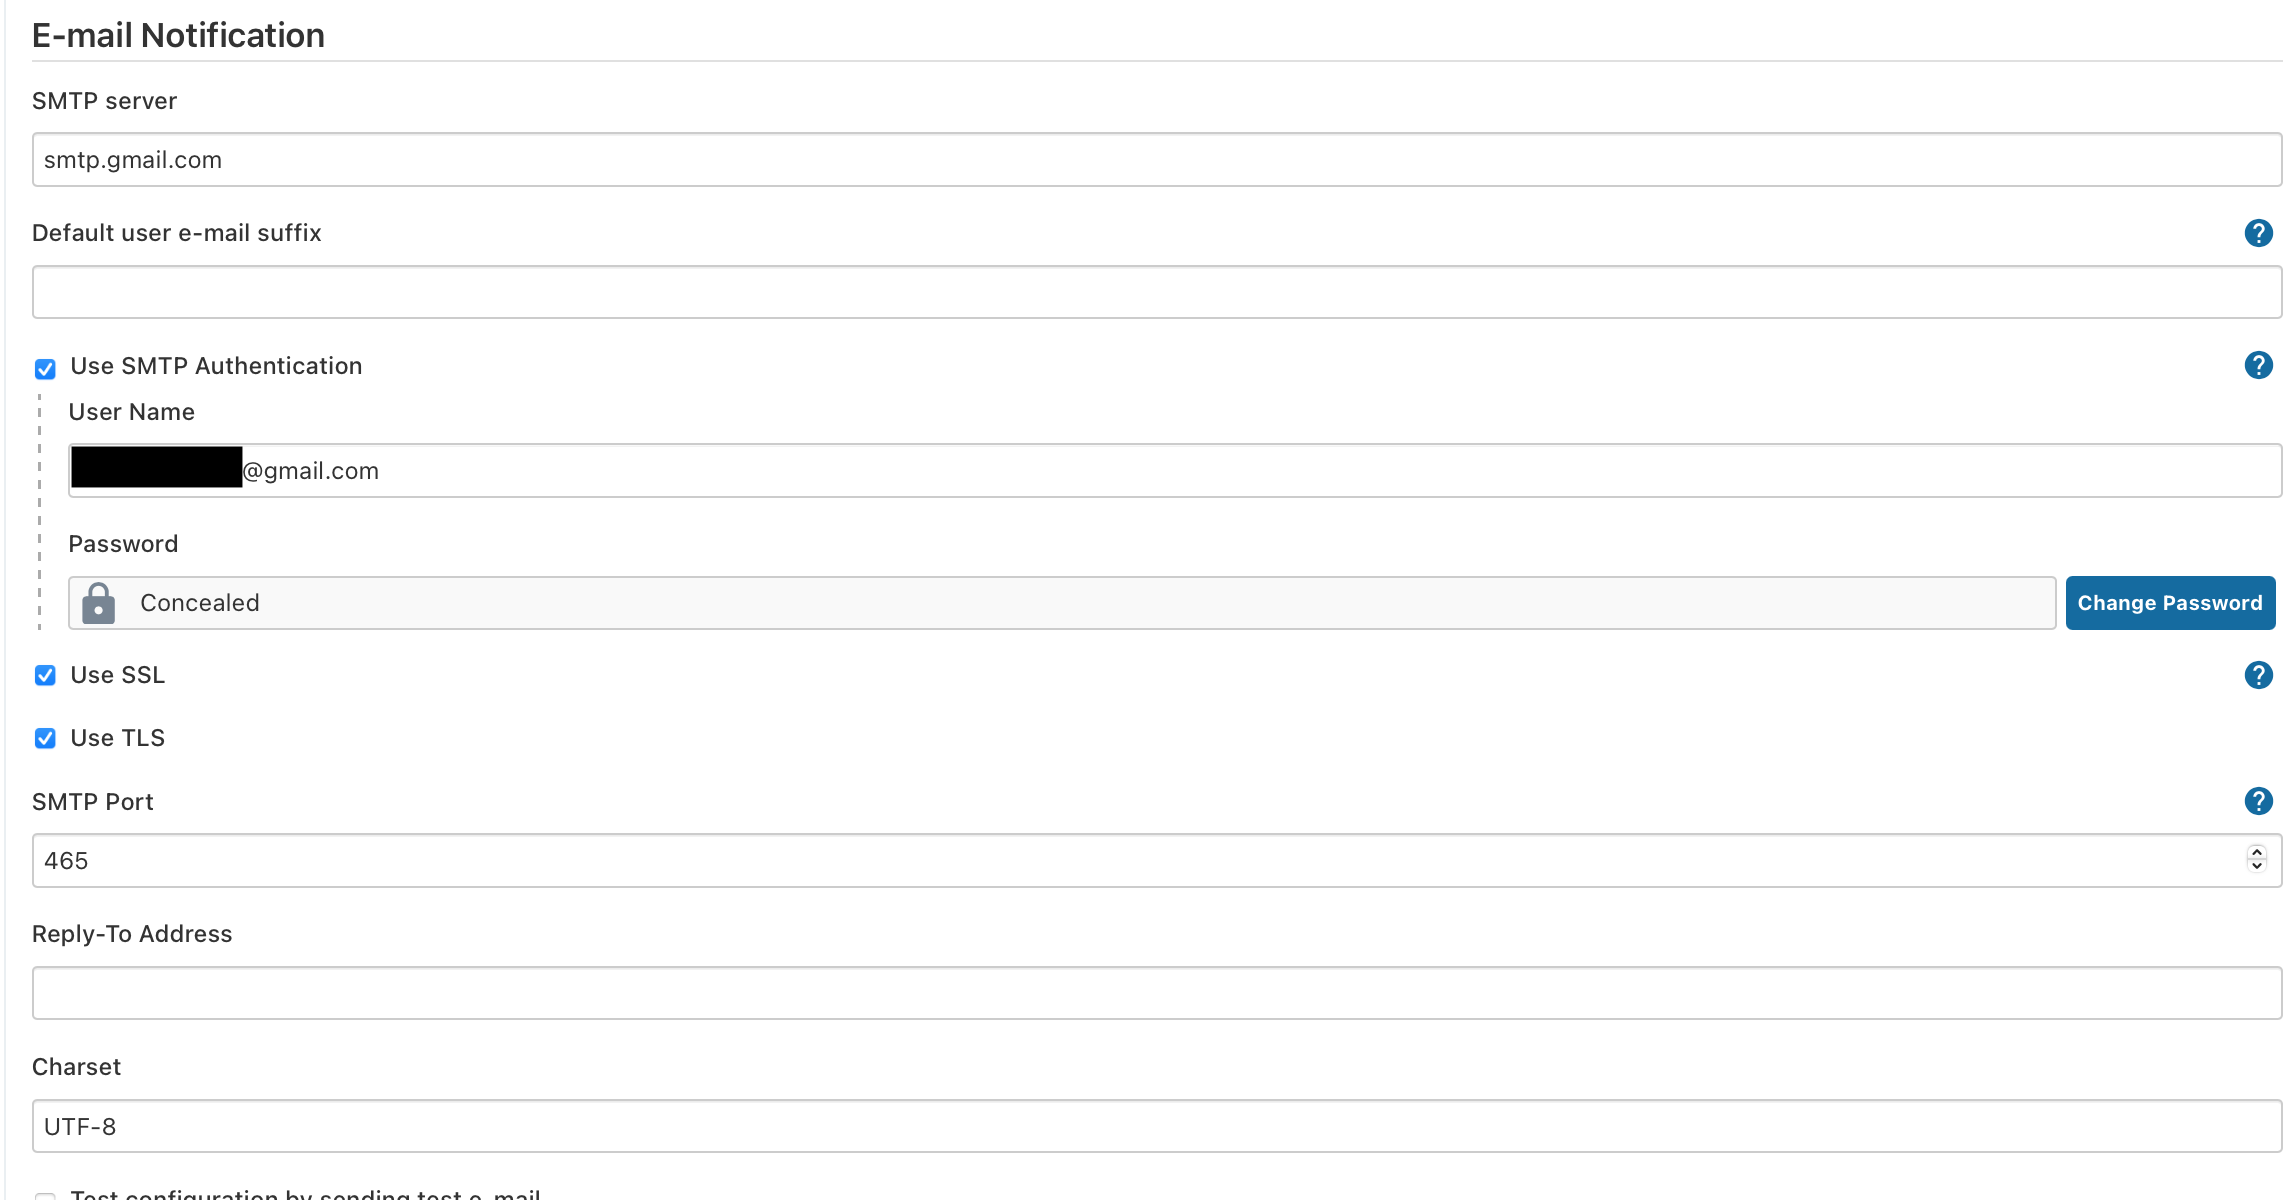 E-mail Notification
SMTP server
smtp.gmail.com
Default user e-mail suffix
?
Use SMTP Authentication
?
User Name
@gmail.com
Password
Concealed
Change Password
Use SSL
?
Use TLS
SMTP Port
?
465
Reply-To Address
Charset
UTF-8
Test configuration by sending test e-mail